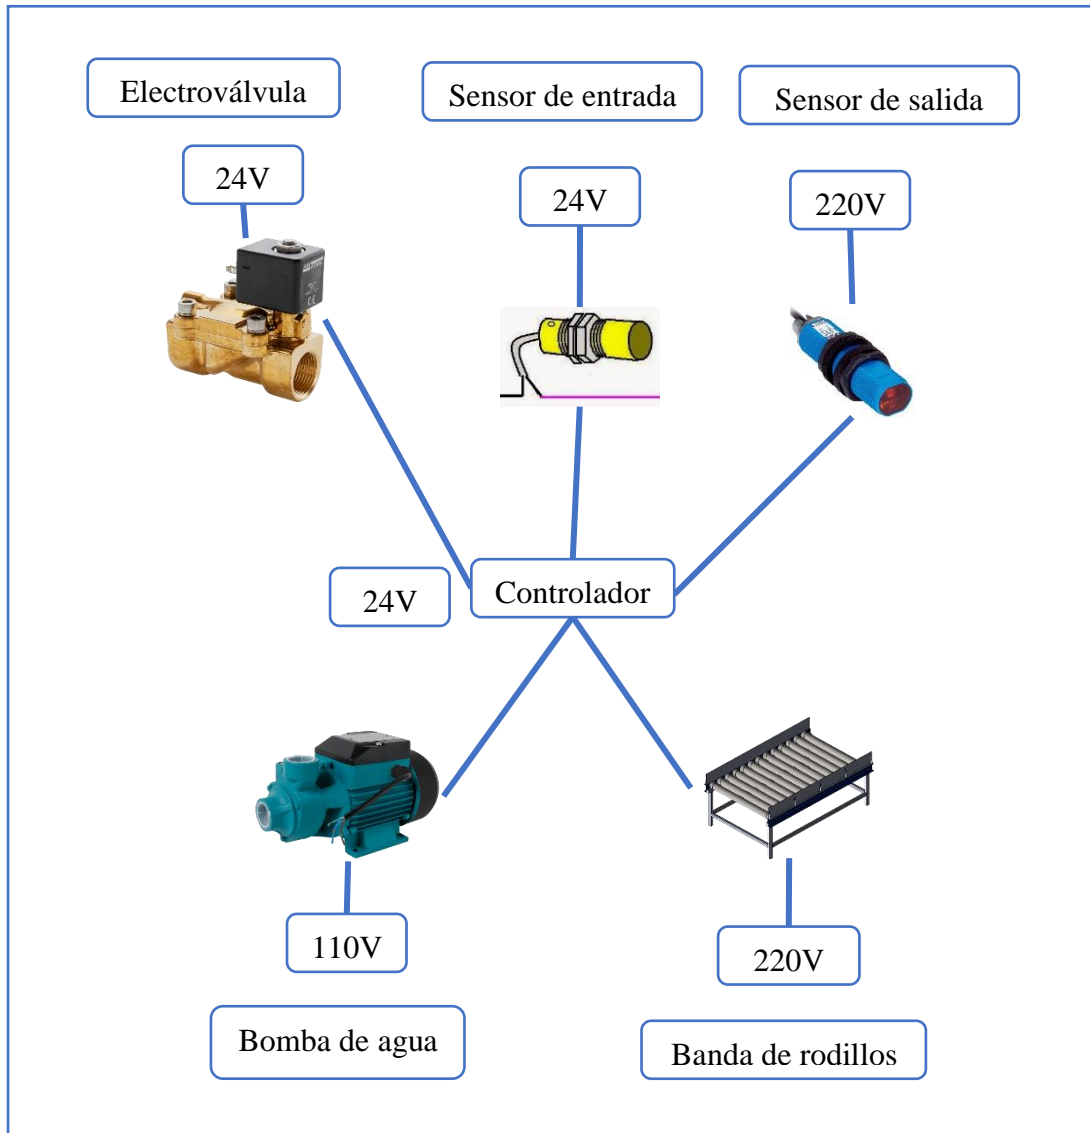 Electroválvula
Sensor de entrada
Sensor de salida
24V
24V
220V
24V
Controlador
110V
220V
Bomba de agua
Banda de rodillos